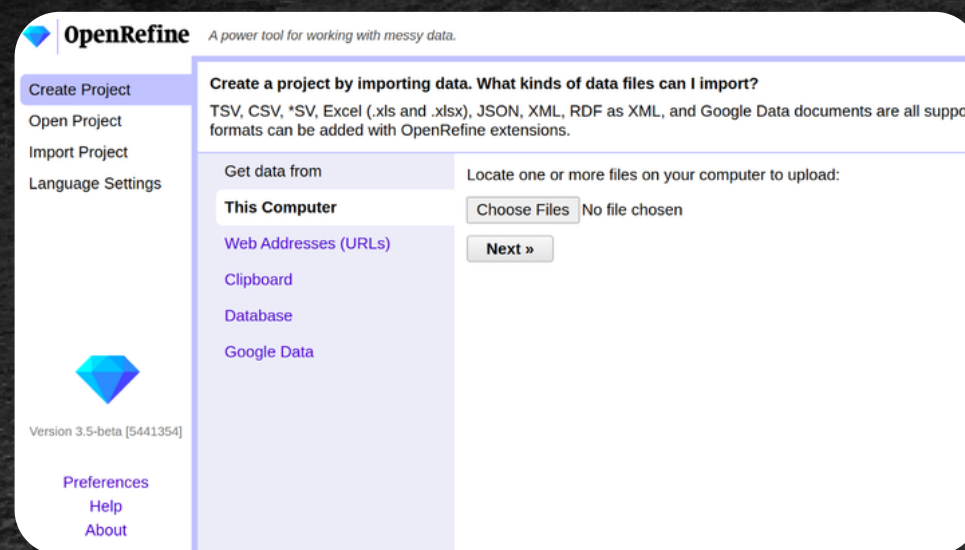 OpenRefine A power tool for working with messy data.
Create Project
Open Project
Import Project
Language Settings
Version 3.5-beta [5441354]
Preferences
Help
About
Create a project by importing data. What kinds of data files can I import?
TSV, CSV, *SV, Excel (.xls and .xlsx), JSON, XML, RDF as XML, and Google Data documents are all
formats can be added with OpenRefine extensions.
Get data from
This Computer
Web Addresses (URLs)
Clipboard
Database
Google Data
Locate one or more files on your computer to upload:
Choose Files No file chosen
Next »